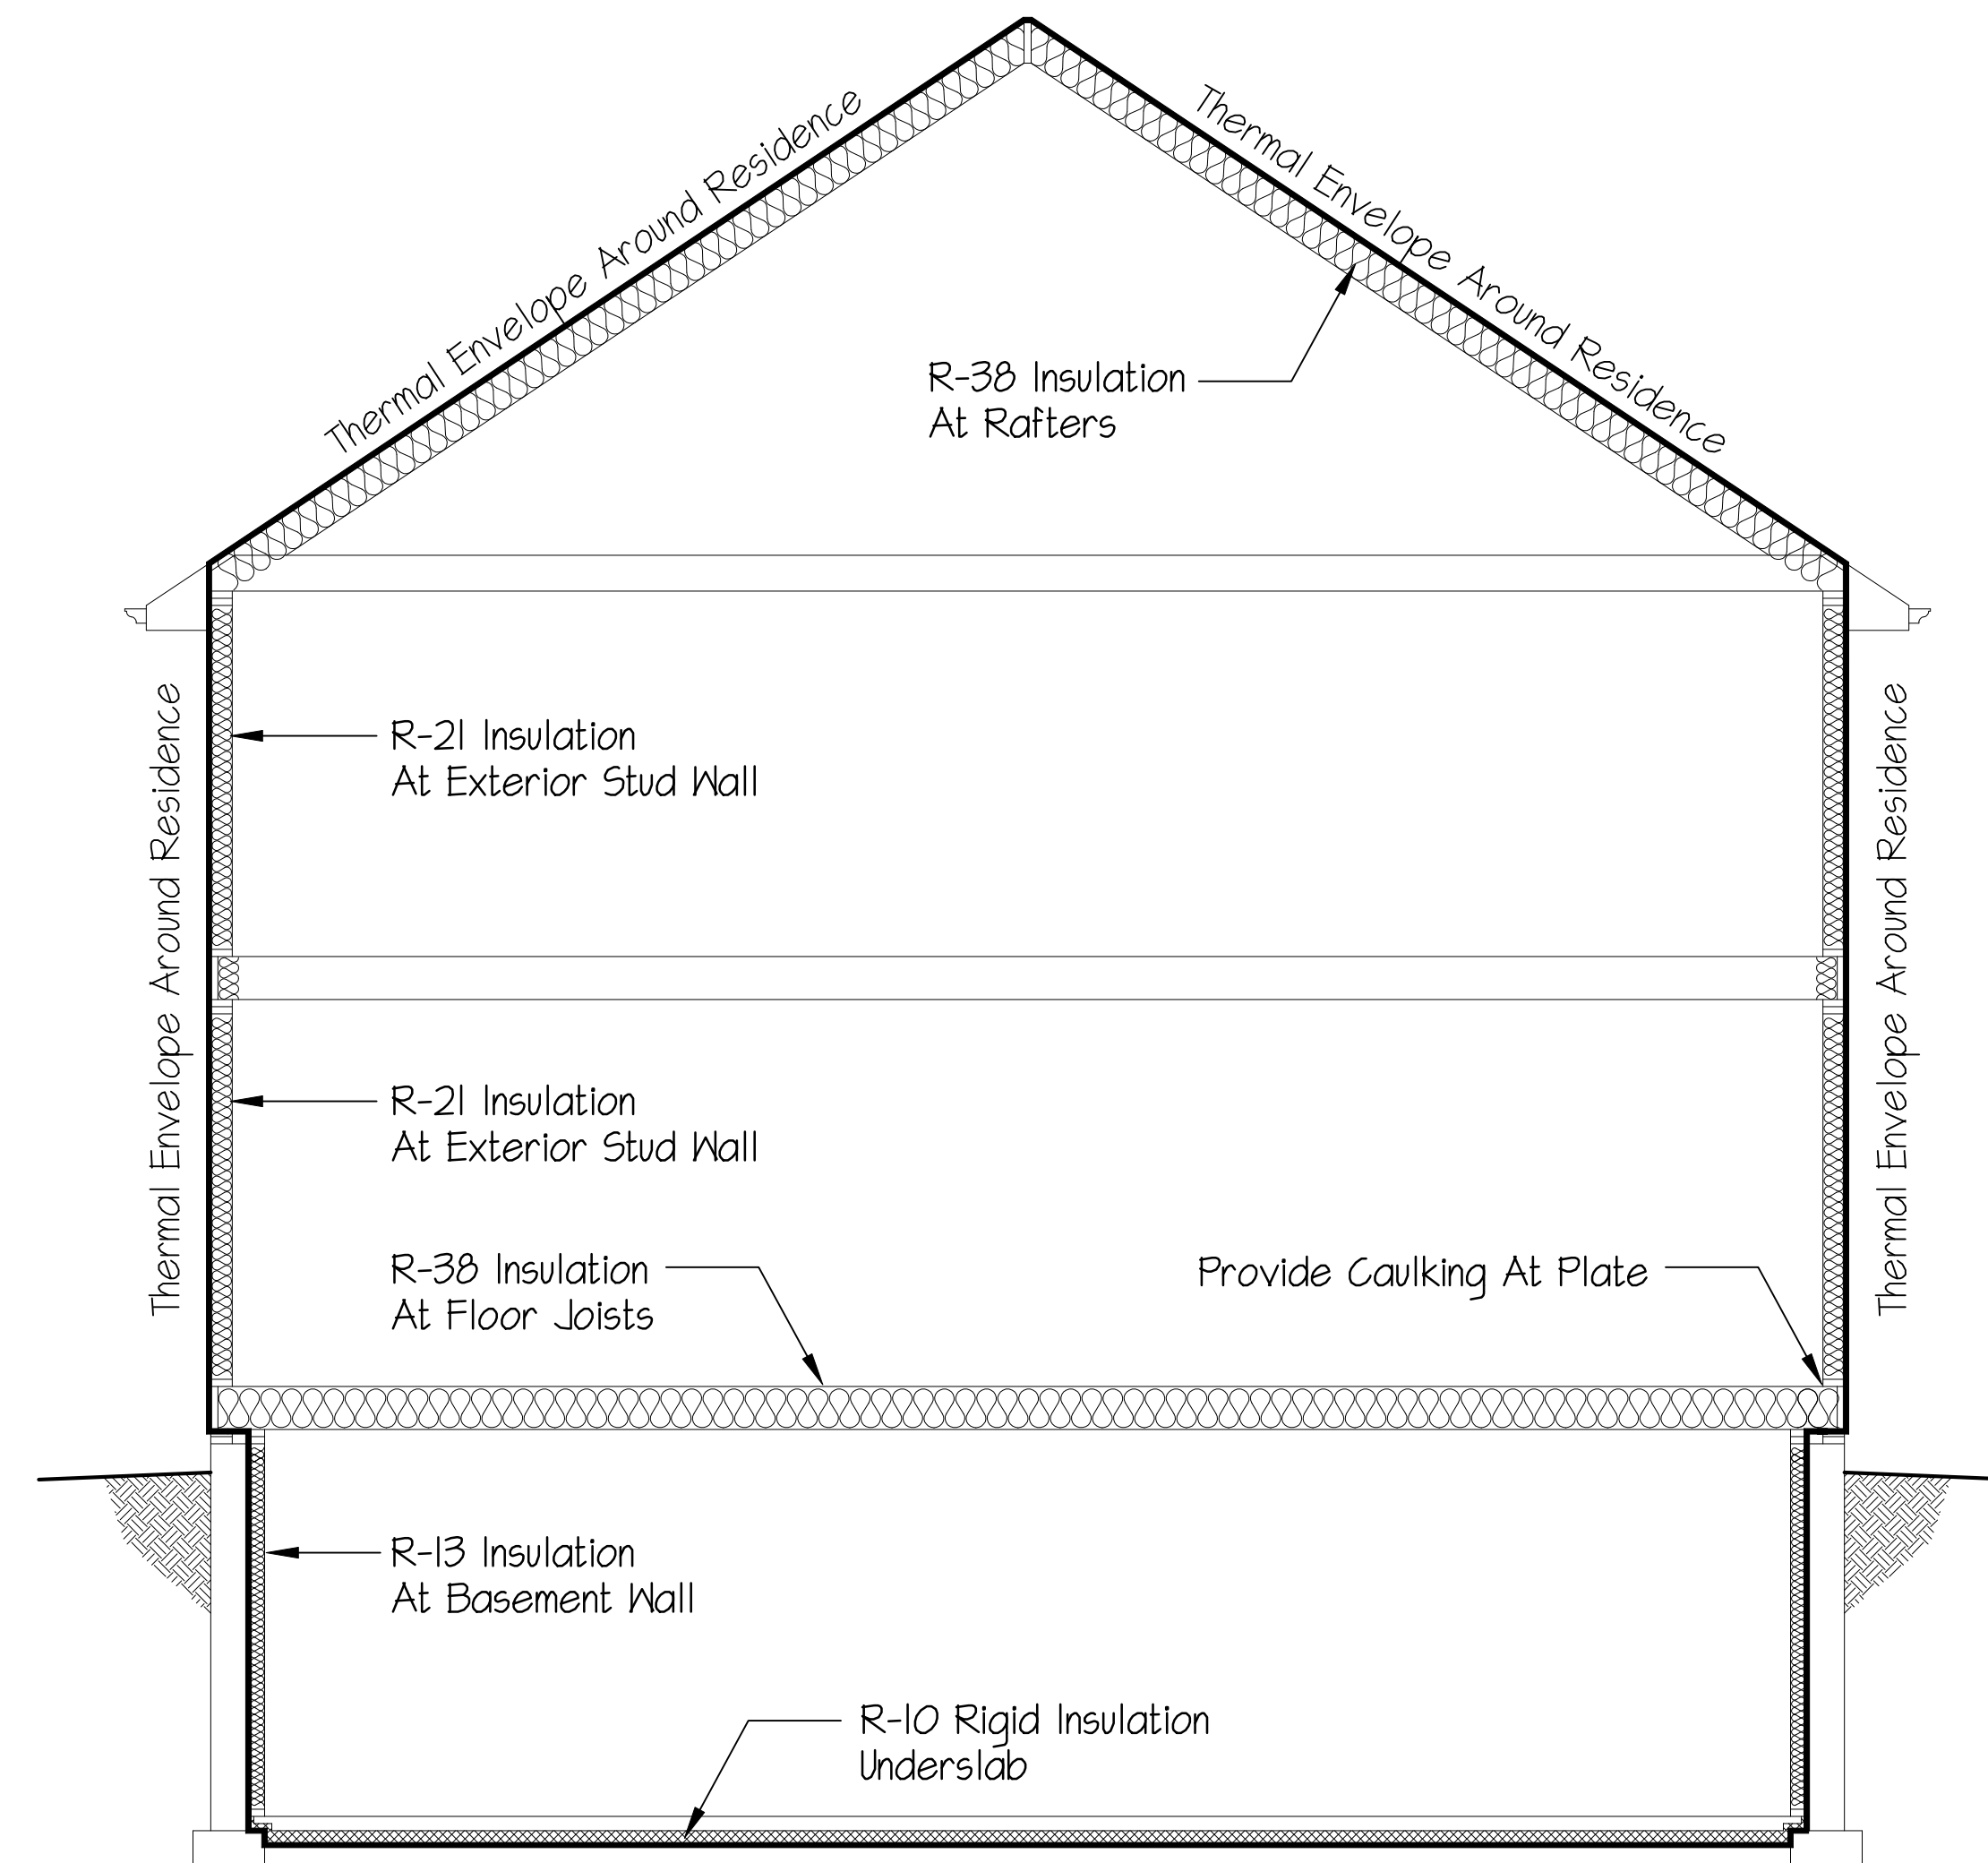 Thermal Envelope Around Residence
Thermal Envelope Around Residence
R-38 Insulation
At Rafters
Thermal Envelope Around Residence
Thermal Envelope Around Residence
R-21 Insulation
At Exterior Stud Wall
R-21 Insulation
At Exterior Stud Wall
R-38 Insulation
At Floor Joists
Provide Caulking At Plate
R-13 Insulation
At Basement Wall
R-10 Rigid Insulation
Underslab